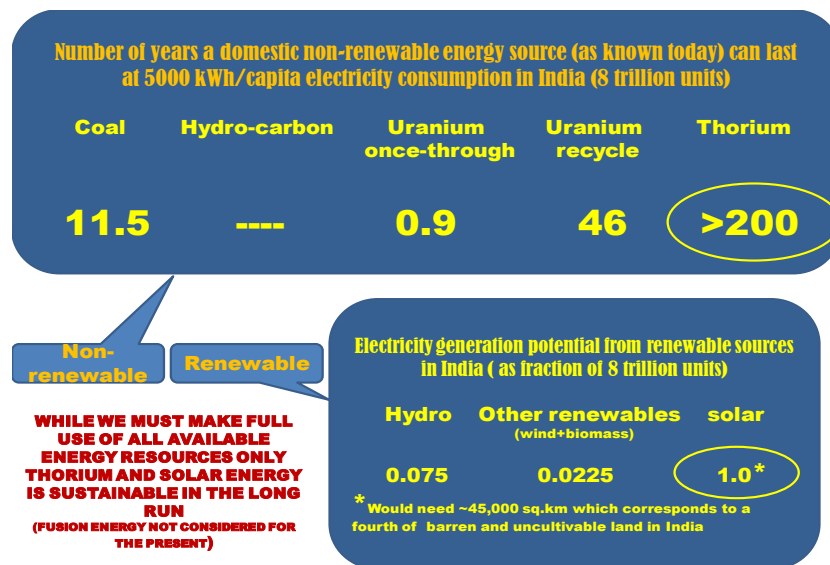 Number of years a domestic non-renewable energy source (as known today) can last
at 5000 kWh/capita electricity consumption in India (8 trillion units)
Coal Hydro-carbon Uranium once-through Uranium recycle Thorium
11.5 ---- 0.9 46 >200
Non-
renewable
Renewable
WHILE WE MUST MAKE FULL
USE OF ALL AVAILABLE
ENERGY RESOURCES ONLY
THORIUM AND SOLAR ENERGY
IS SUSTAINABLE IN THE LONG
RUN
(FUSION ENERGY NOT CONSIDERED FOR
THE PRESENT)
Electricity generation potential from renewable sources
in India ( as fraction of 8 trillion units)
Hydro Other renewables solar
(wind+biomass)
0.075 0.0225 1.0*
*Would need ~45,000 sq.km which corresponds to a
fourth of barren and uncultivable land in India